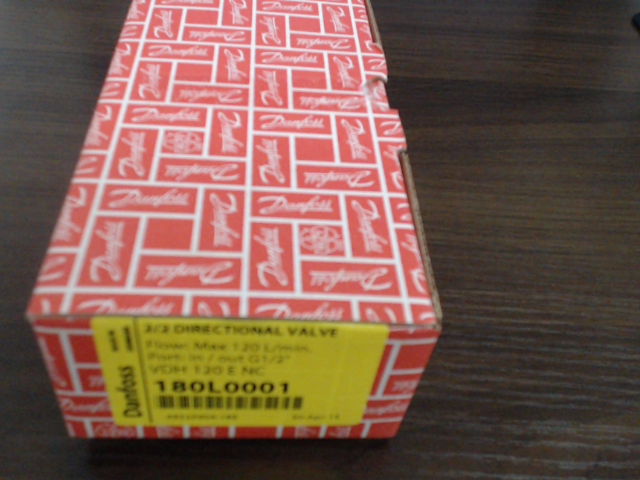 Danfoss
2/2 DIRECTIONAL VALVE
Flow: Max 120 L/min.
Port: in / out G1/2"
VDH 120 E NC
180L0001